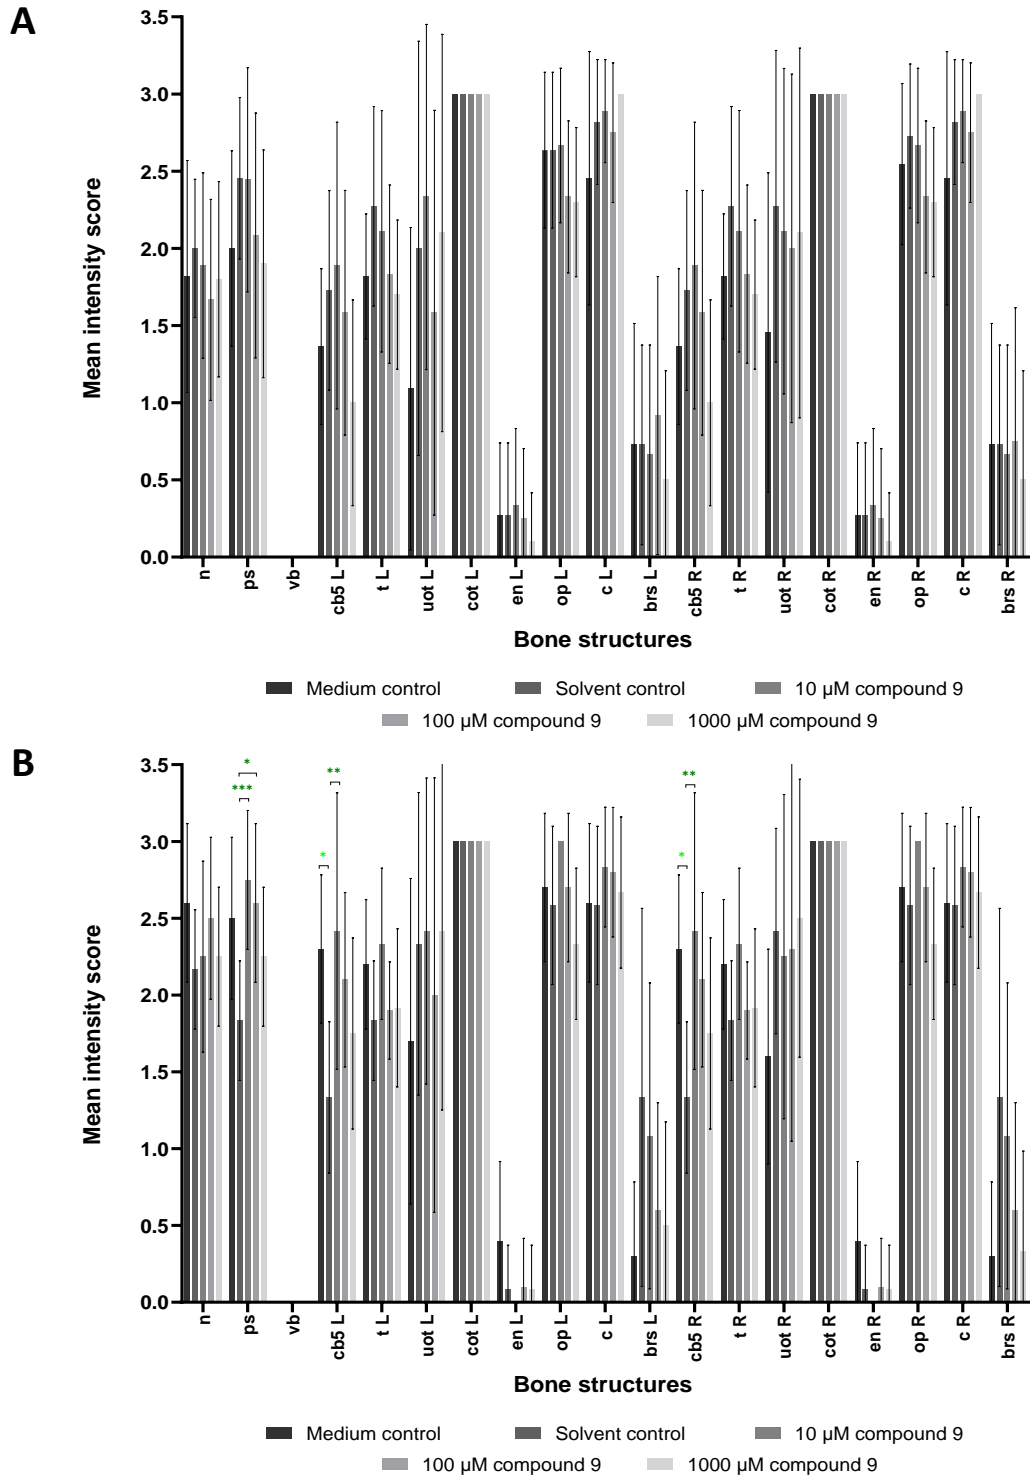 A
3.5
3.0
2.5
2.0
1.5
1.0
0.5
0.0
Mean intensity score
n
ps
vb
cb5 L
t L
uot L
cot L
en L
op L
c L
brs L
cb5 R
t R
uot R
cot R
en R
op R
c R
brs R
Bone structures
Medium control
Solvent control
10 µM compound 9
100 µM compound 9
1000 µM compound 9
B
3.5
3.0
2.5
2.0
1.5
1.0
0.5
0.0
Mean intensity score
*
***
**
*
**
*
n
ps
vb
cb5 L
t L
uot L
cot L
en L
op L
c L
brs L
cb5 R
t R
uot R
cot R
en R
op R
c R
brs R
Bone structures
Medium control
Solvent control
10 µM compound 9
100 µM compound 9
1000 µM compound 9